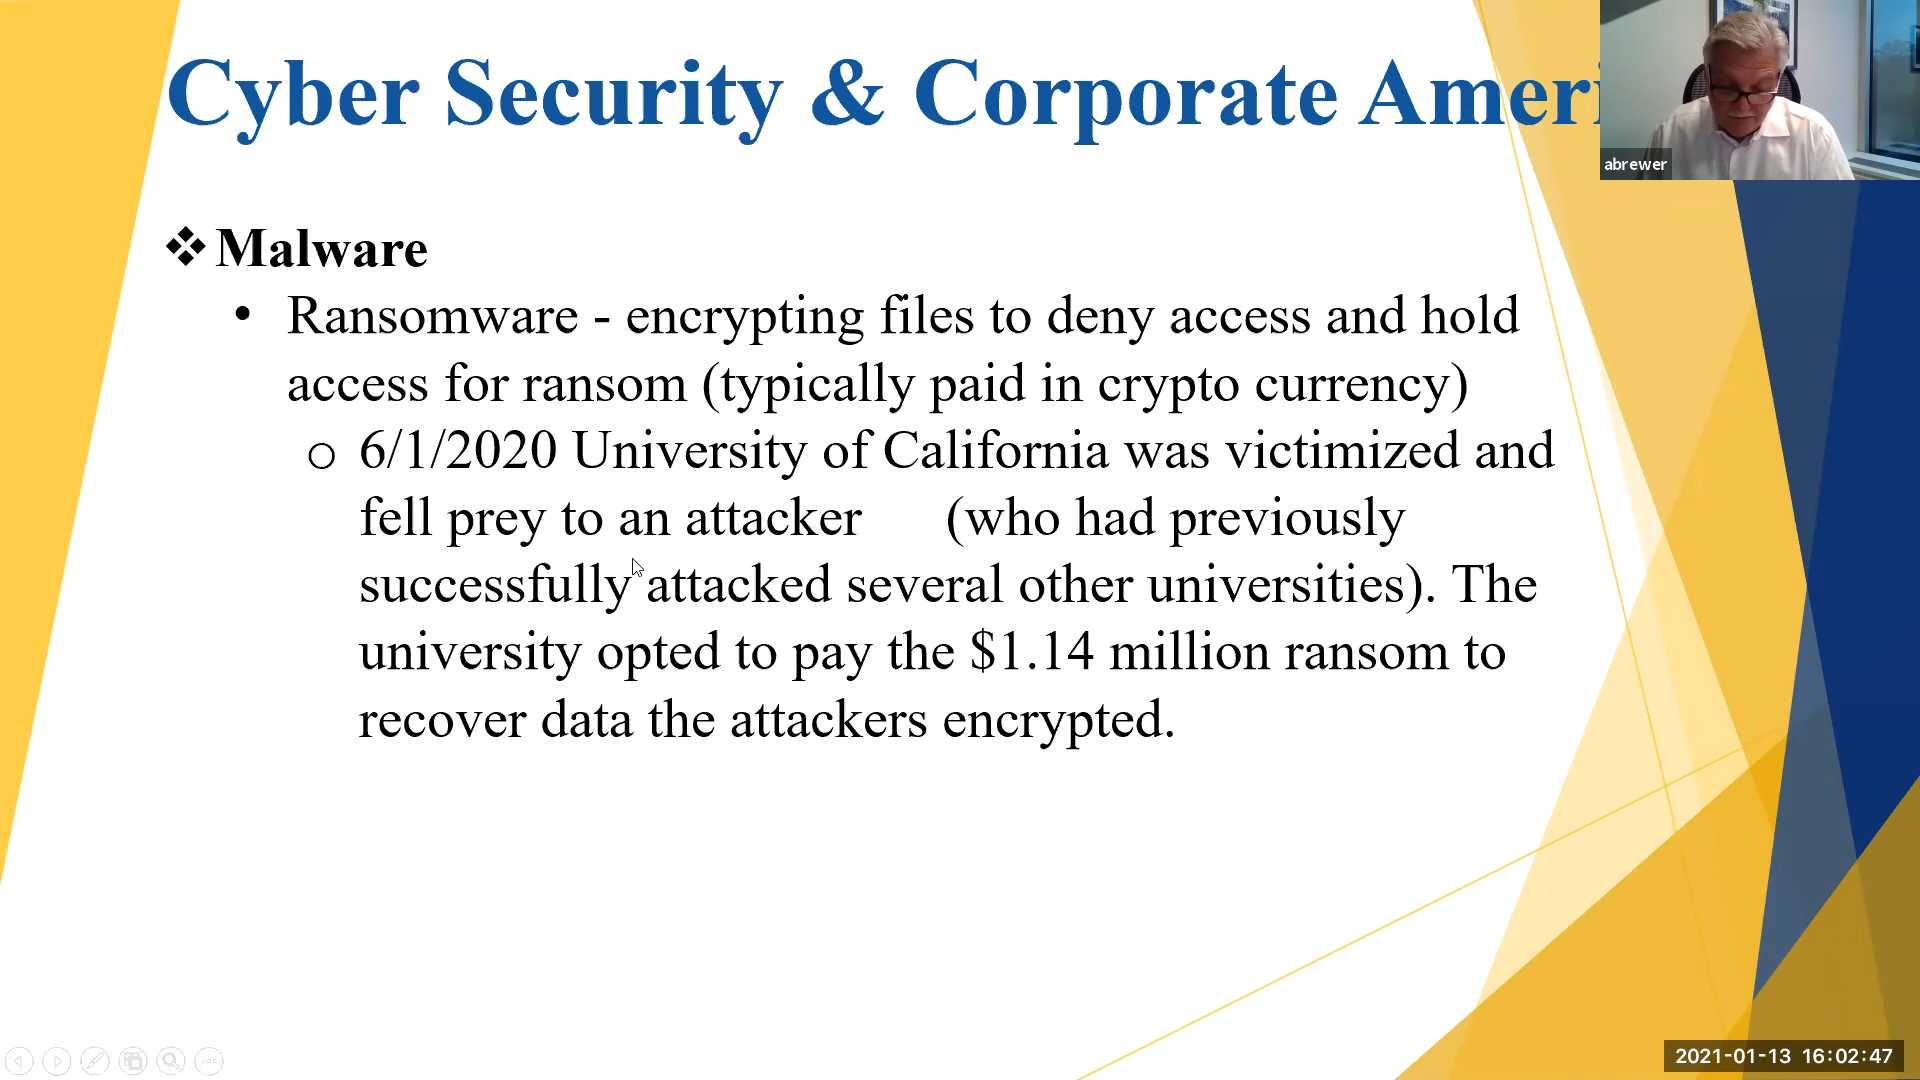 Cyber Security & Corporate Ameri
abrewer
❖ Malware
• Ransomware - encrypting files to deny access and hold
access for ransom (typically paid in crypto currency)
o 6/1/2020 University of California was victimized and
fell prey to an attacker (who had previously
successfully attacked several other universities). The
university opted to pay the $1.14 million ransom to
recover data the attackers encrypted.
2021-01-13 16:02:47